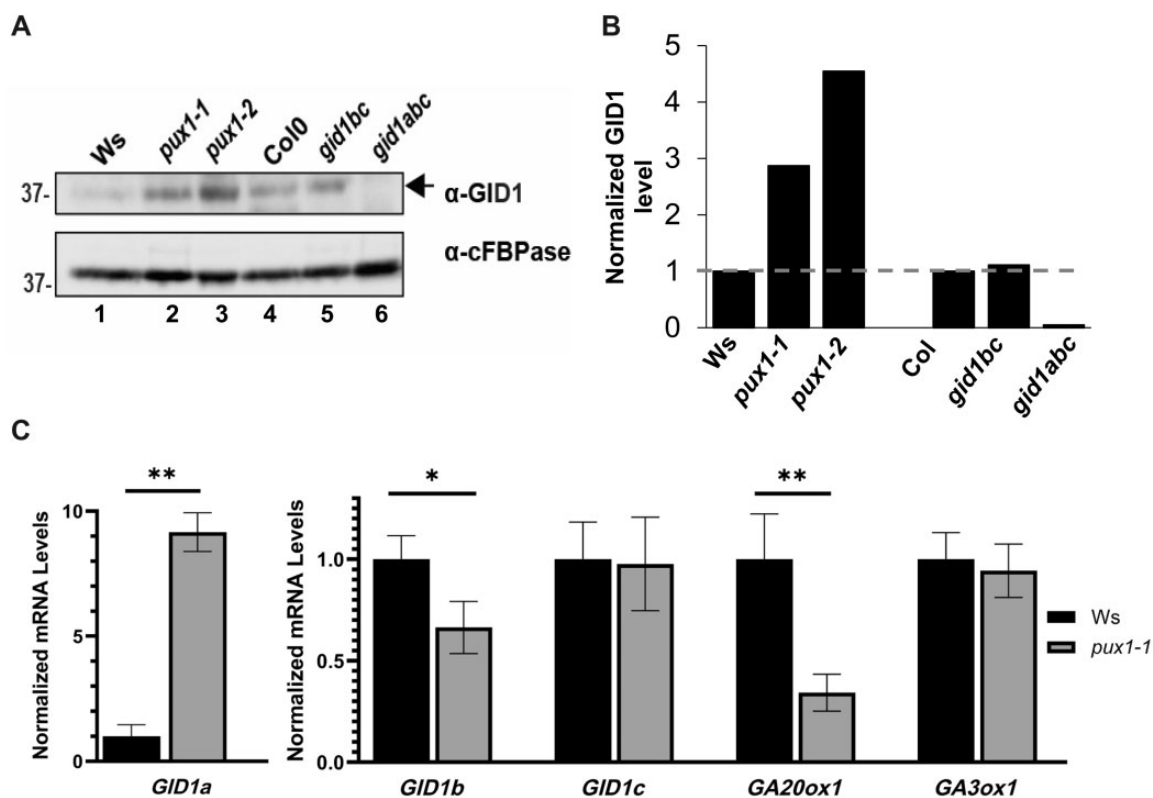 A
Ws
pux1-1
pux1-2
Col0
gid1bc
gid1abc
37-
α-GID1
37-
α-cFBPase
1 2 3 4 5 6
B
Normalized GID1
level
5
4
3
2
1
0
Ws
pux1-1
pux1-2
Col
gid1bc
gid1abc
C
Normalized mRNA Levels
10
5
0
**
GID1a
Normalized mRNA Levels
1.0
0.5
0.0
*
**
GID1b GID1c GA20ox1 GA3ox1
Ws
pux1-1